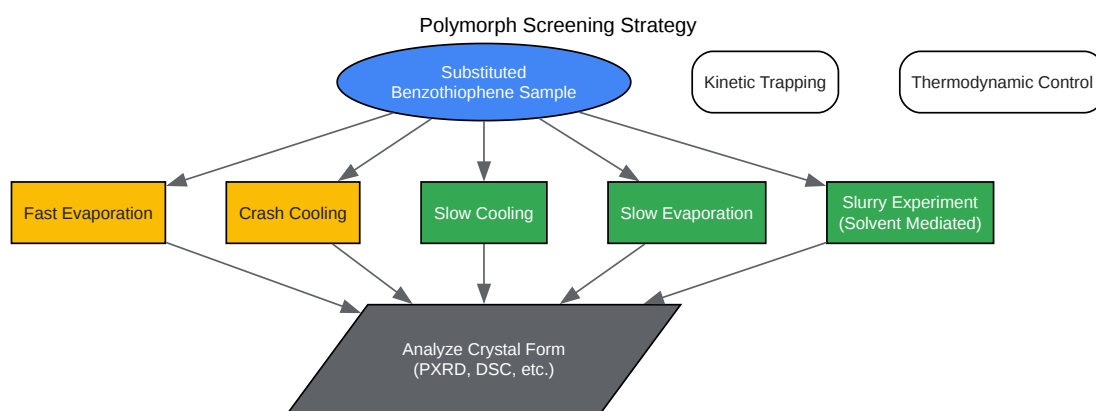 Polymorph Screening Strategy
Substituted
Benzothiophene Sample
Kinetic Trapping
Thermodynamic Control
Fast Evaporation
Crash Cooling
Slow Cooling
Slow Evaporation
Slurry Experiment
(Solvent Mediated)
Analyze Crystal Form
(PXRD, DSC, etc.)